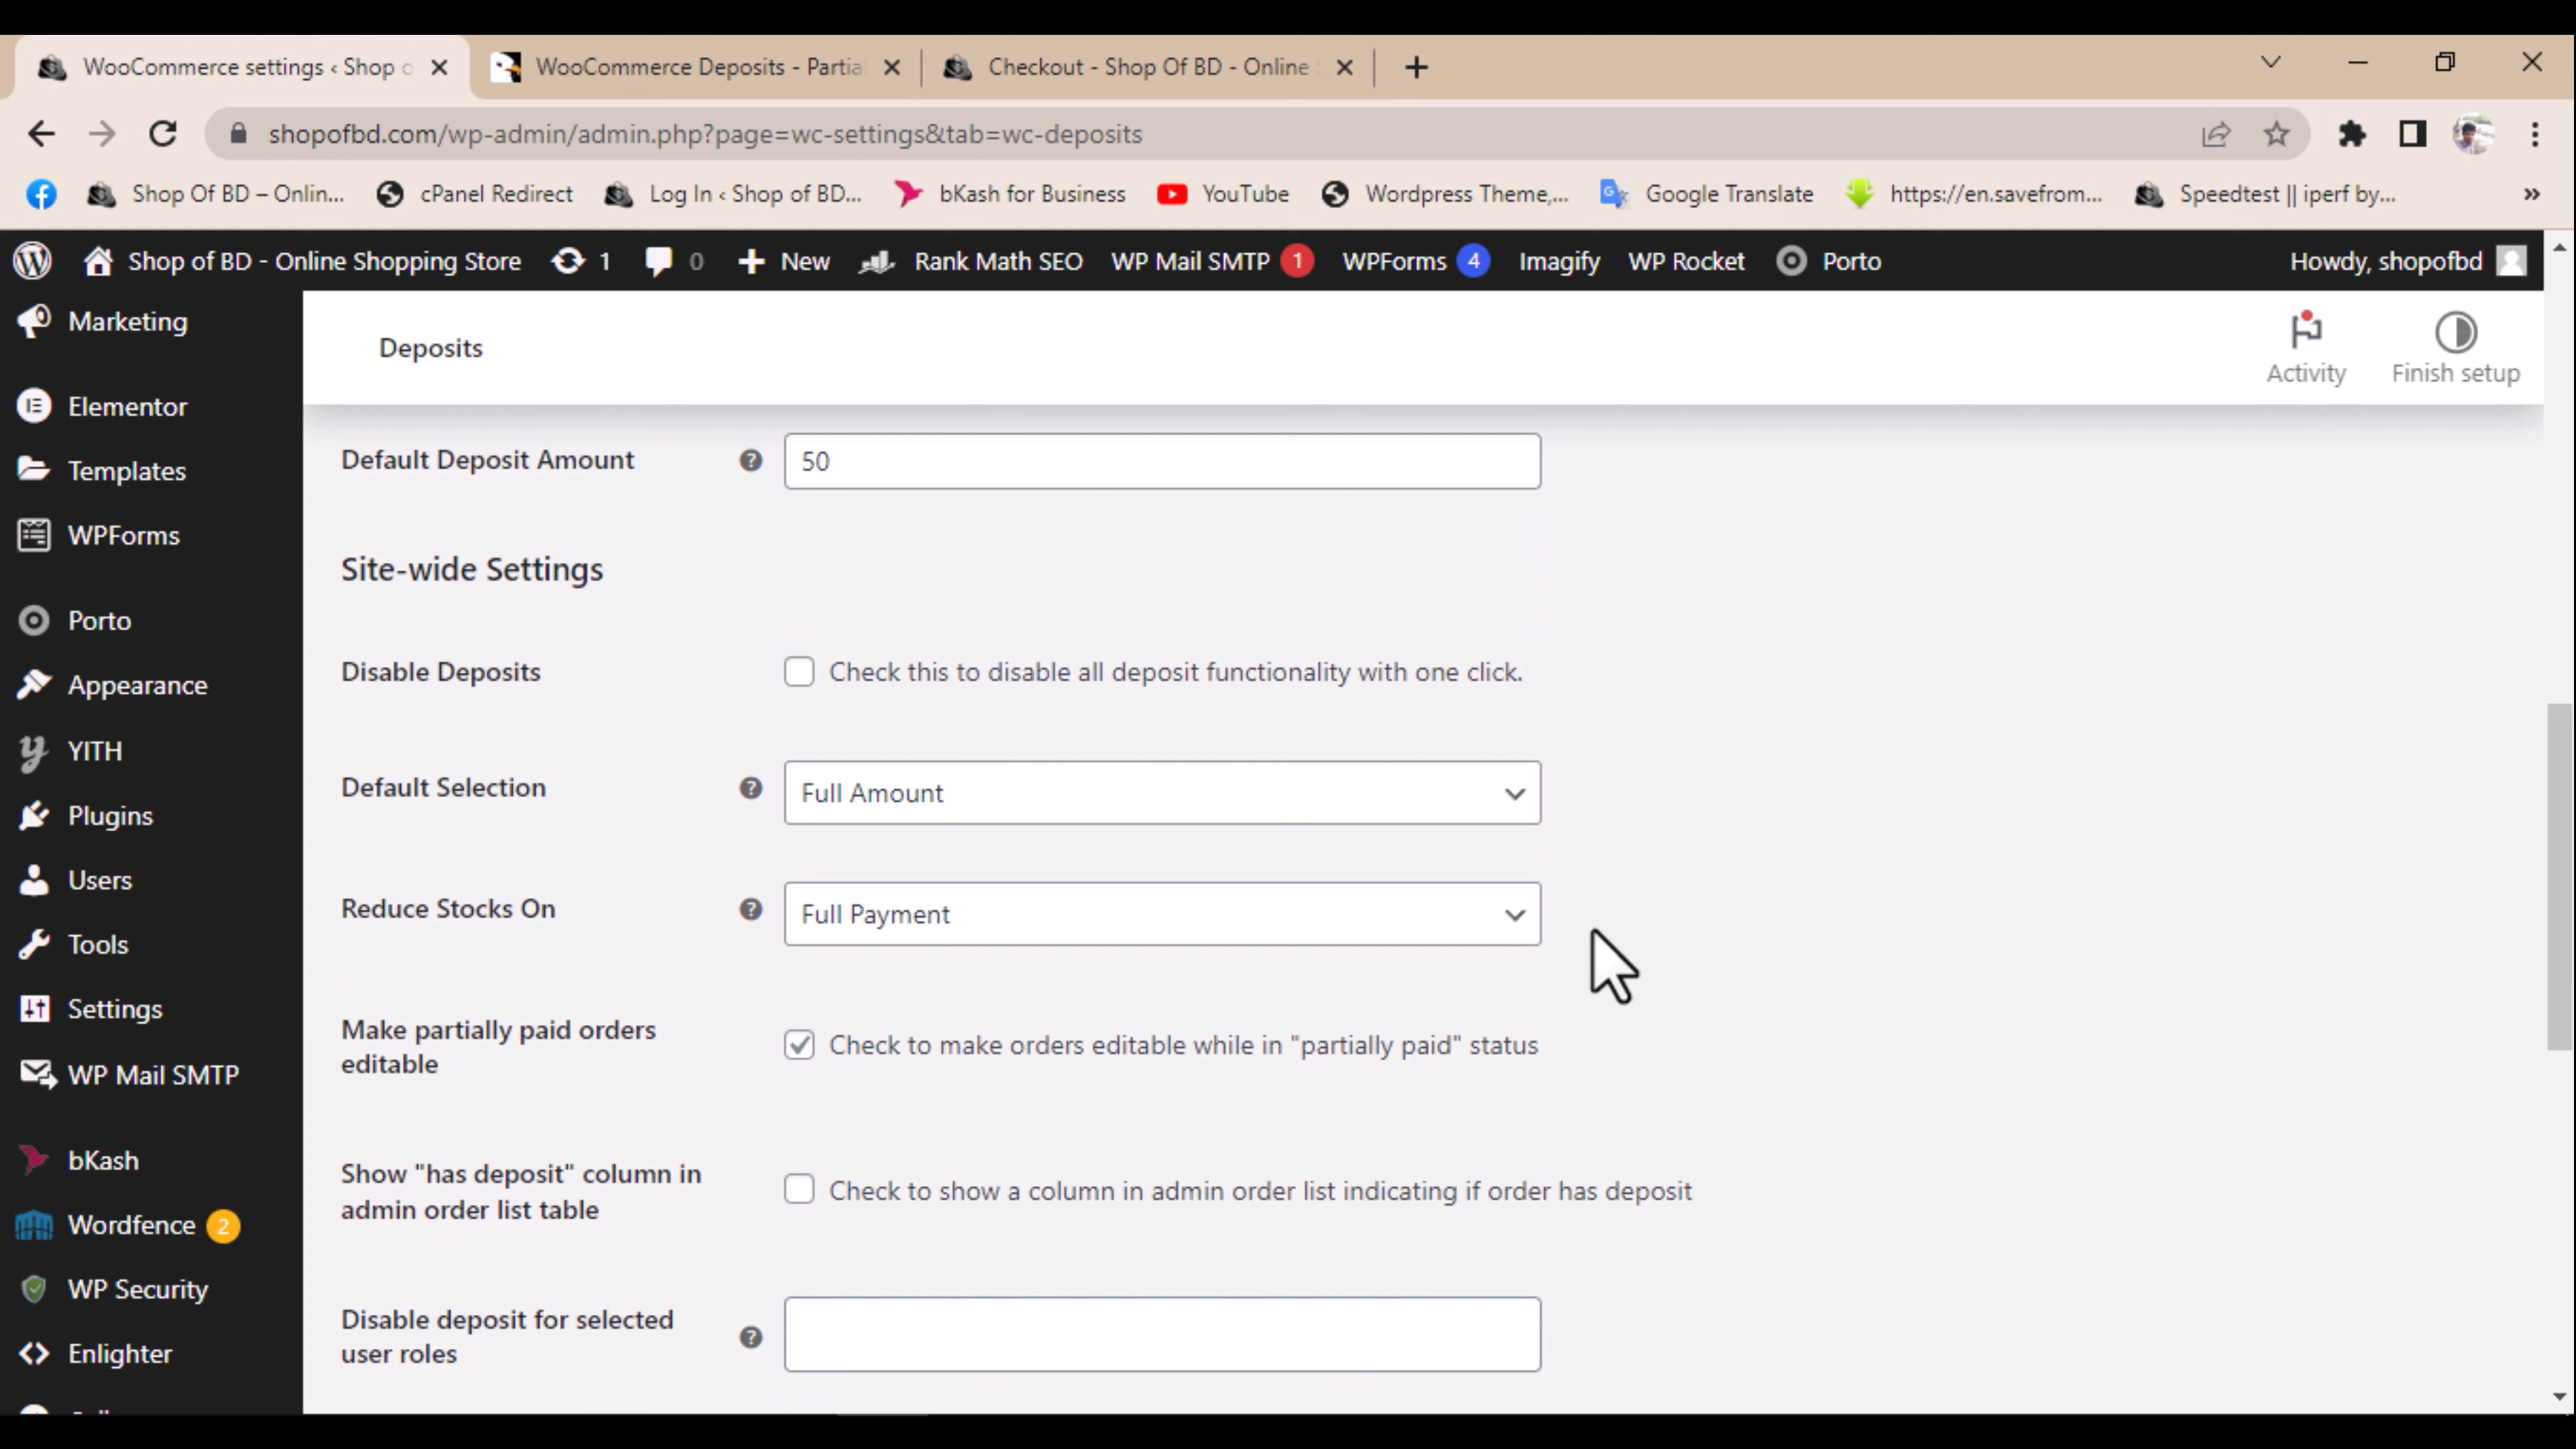 WooCommerce settings ‹ Shop o
WooCommerce Deposits - Partial
Checkout - Shop Of BD - Online
shopofbd.com/wp-admin/admin.php?page=wc-settings&tab=wc-deposits
Shop Of BD – Onlin...
cPanel Redirect
Log In ‹ Shop of BD...
bKash for Business
YouTube
Wordpress Theme,...
Google Translate
https://en.savefrom...
Speedtest || iperf by...
»
Shop of BD - Online Shopping Store
1
0
New
Rank Math SEO
WP Mail SMTP 1
WPForms 4
Imagify
WP Rocket
Porto
Howdy, shopofbd
Marketing
Elementor
Templates
WPForms
Porto
Appearance
YITH
Plugins
Users
Tools
Settings
WP Mail SMTP
bKash
Wordfence 2
WP Security
Enlighter
Deposits
Activity
Finish setup
Default Deposit Amount
50
Site-wide Settings
Disable Deposits
Check this to disable all deposit functionality with one click.
Default Selection
Full Amount
Reduce Stocks On
Full Payment
Make partially paid orders
editable
Check to make orders editable while in "partially paid" status
Show "has deposit" column in
admin order list table
Check to show a column in admin order list indicating if order has deposit
Disable deposit for selected
user roles